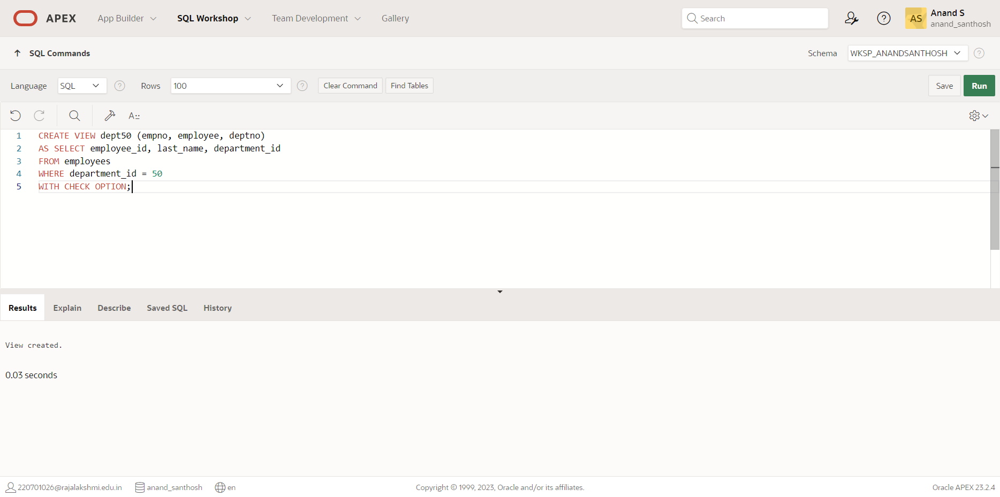 APEX App Builder SQL Workshop Team Development Gallery Search AS Anand S
anand_santhosh
SQL Commands Schema WKSP_ANANDSANTHOSH
Language SQL Rows 100 Clear Command Find Tables Save Run
A::
1 CREATE VIEW dept50 (empno, employee, deptno)
2 AS SELECT employee_id, last_name, department_id
3 FROM employees
4 WHERE department_id = 50
5 WITH CHECK OPTION;
Results Explain Describe Saved SQL History
View created.
0.03 seconds
220701026@rajalakshmi.edu.in anand_santhosh en Copyright © 1999, 2023, Oracle and/or its affiliates. Oracle APEX 23.2.4